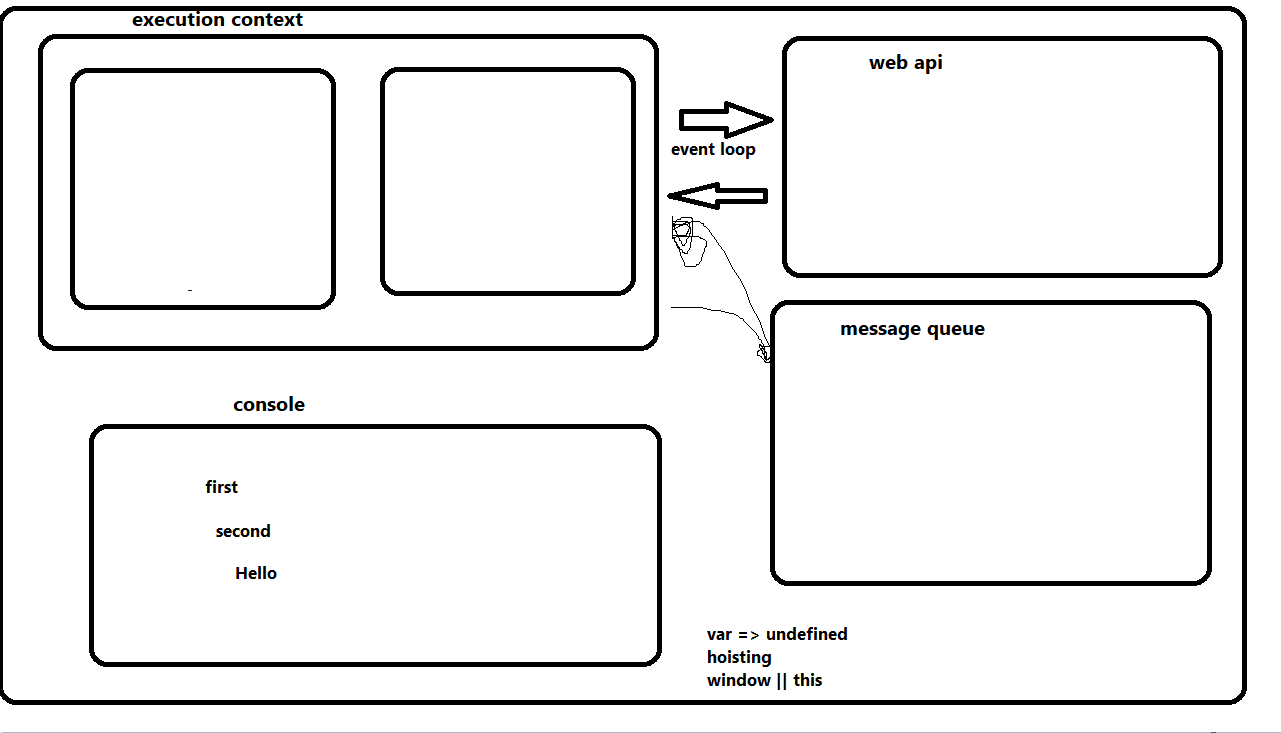 execution context
web api
event loop
message queue
console
first
second
Hello
var => undefined
hoisting
window || this